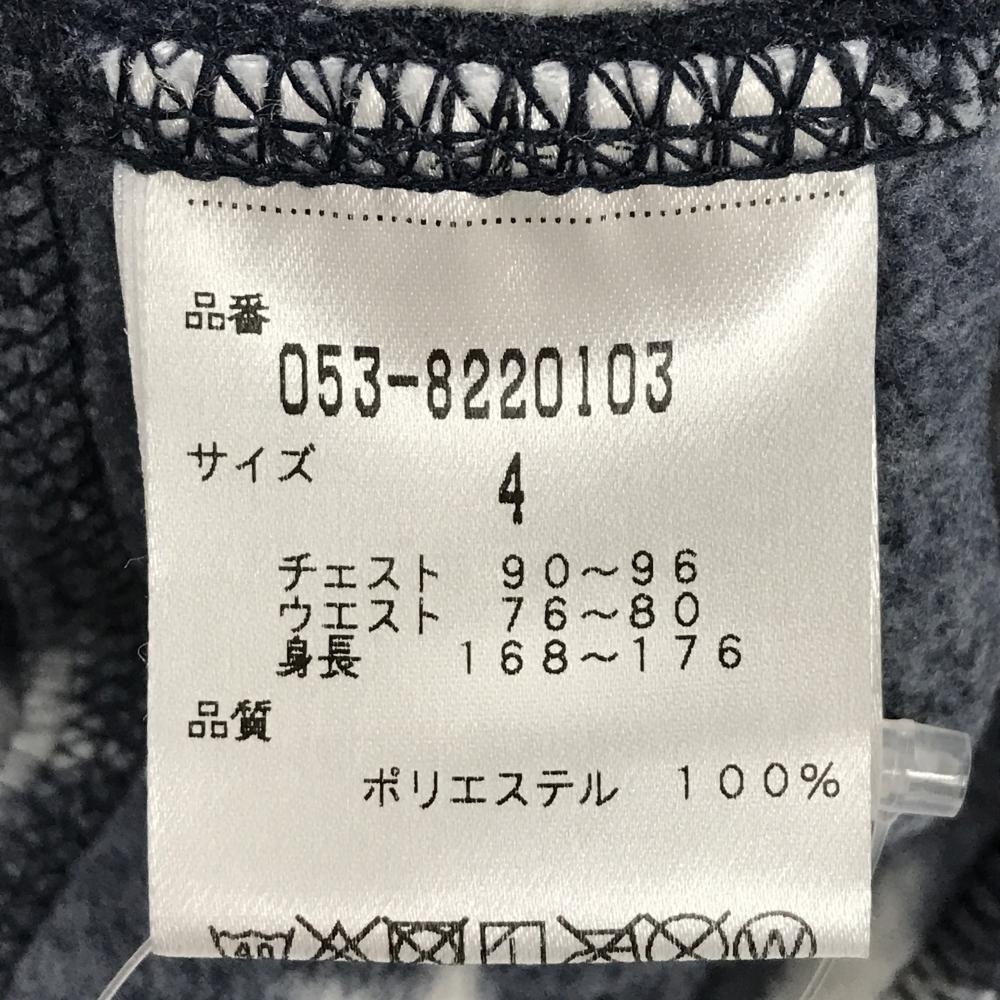 品番
053-8220103
サイズ 4
チェスト 90～96
ウエスト 76～80
身長 168～176
品質
ポリエステル 100%
40
W